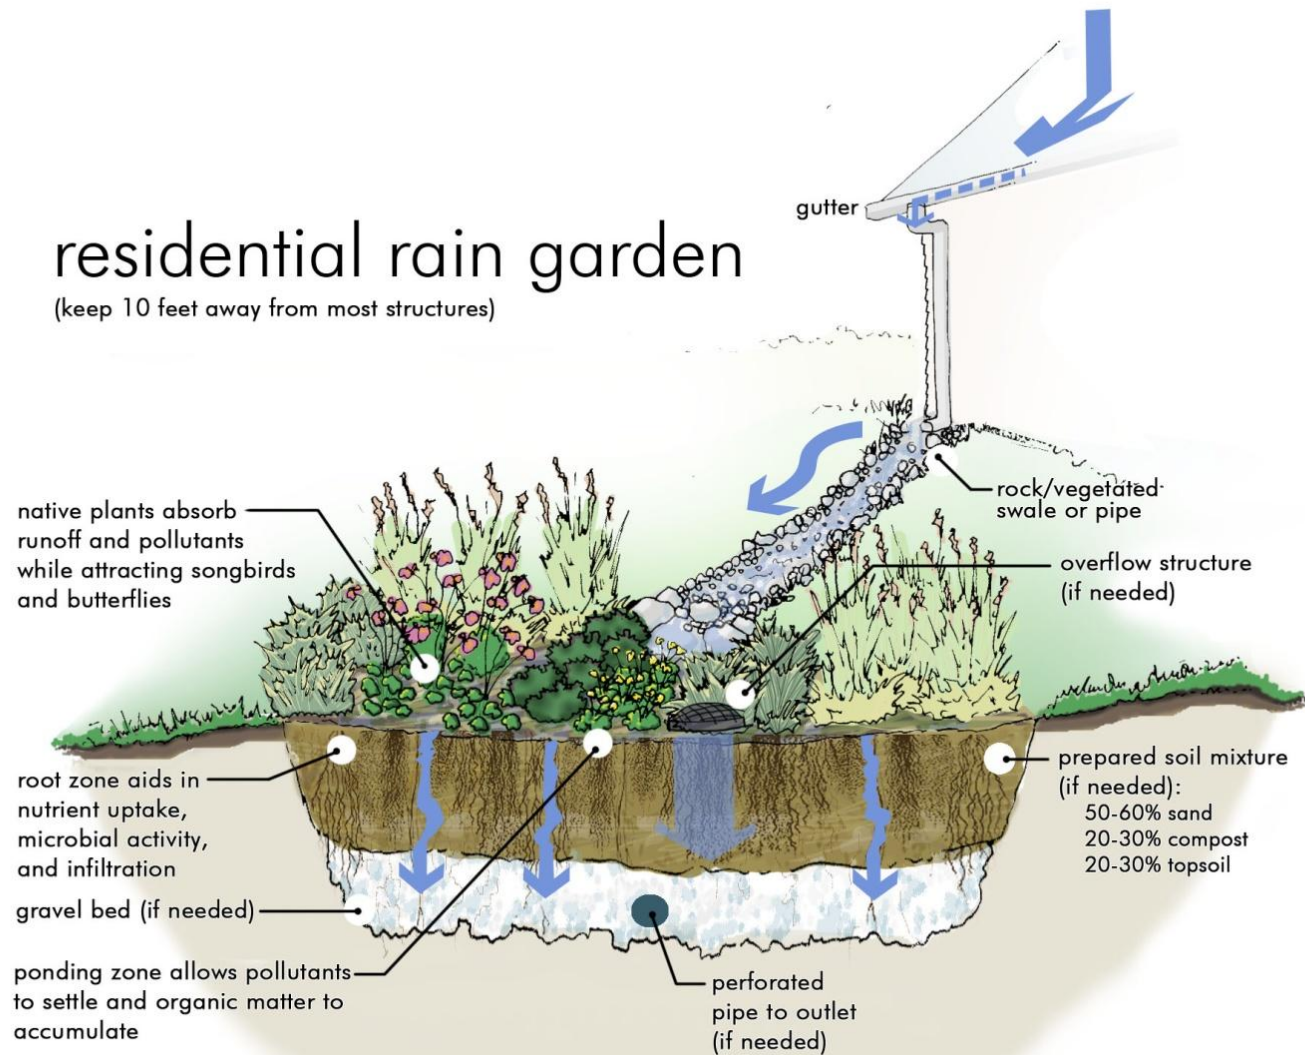 residential rain garden
(keep 10 feet away from most structures)
gutter
rock/vegetated
swale or pipe
overflow structure
(if needed)
native plants absorb
runoff and pollutants
while attracting songbirds
and butterflies
root zone aids in
nutrient uptake,
microbial activity,
and infiltration
gravel bed (if needed)
ponding zone allows pollutants
to settle and organic matter to
accumulate
perforated
pipe to outlet
(if needed)
prepared soil mixture
(if needed):
50-60% sand
20-30% compost
20-30% topsoil